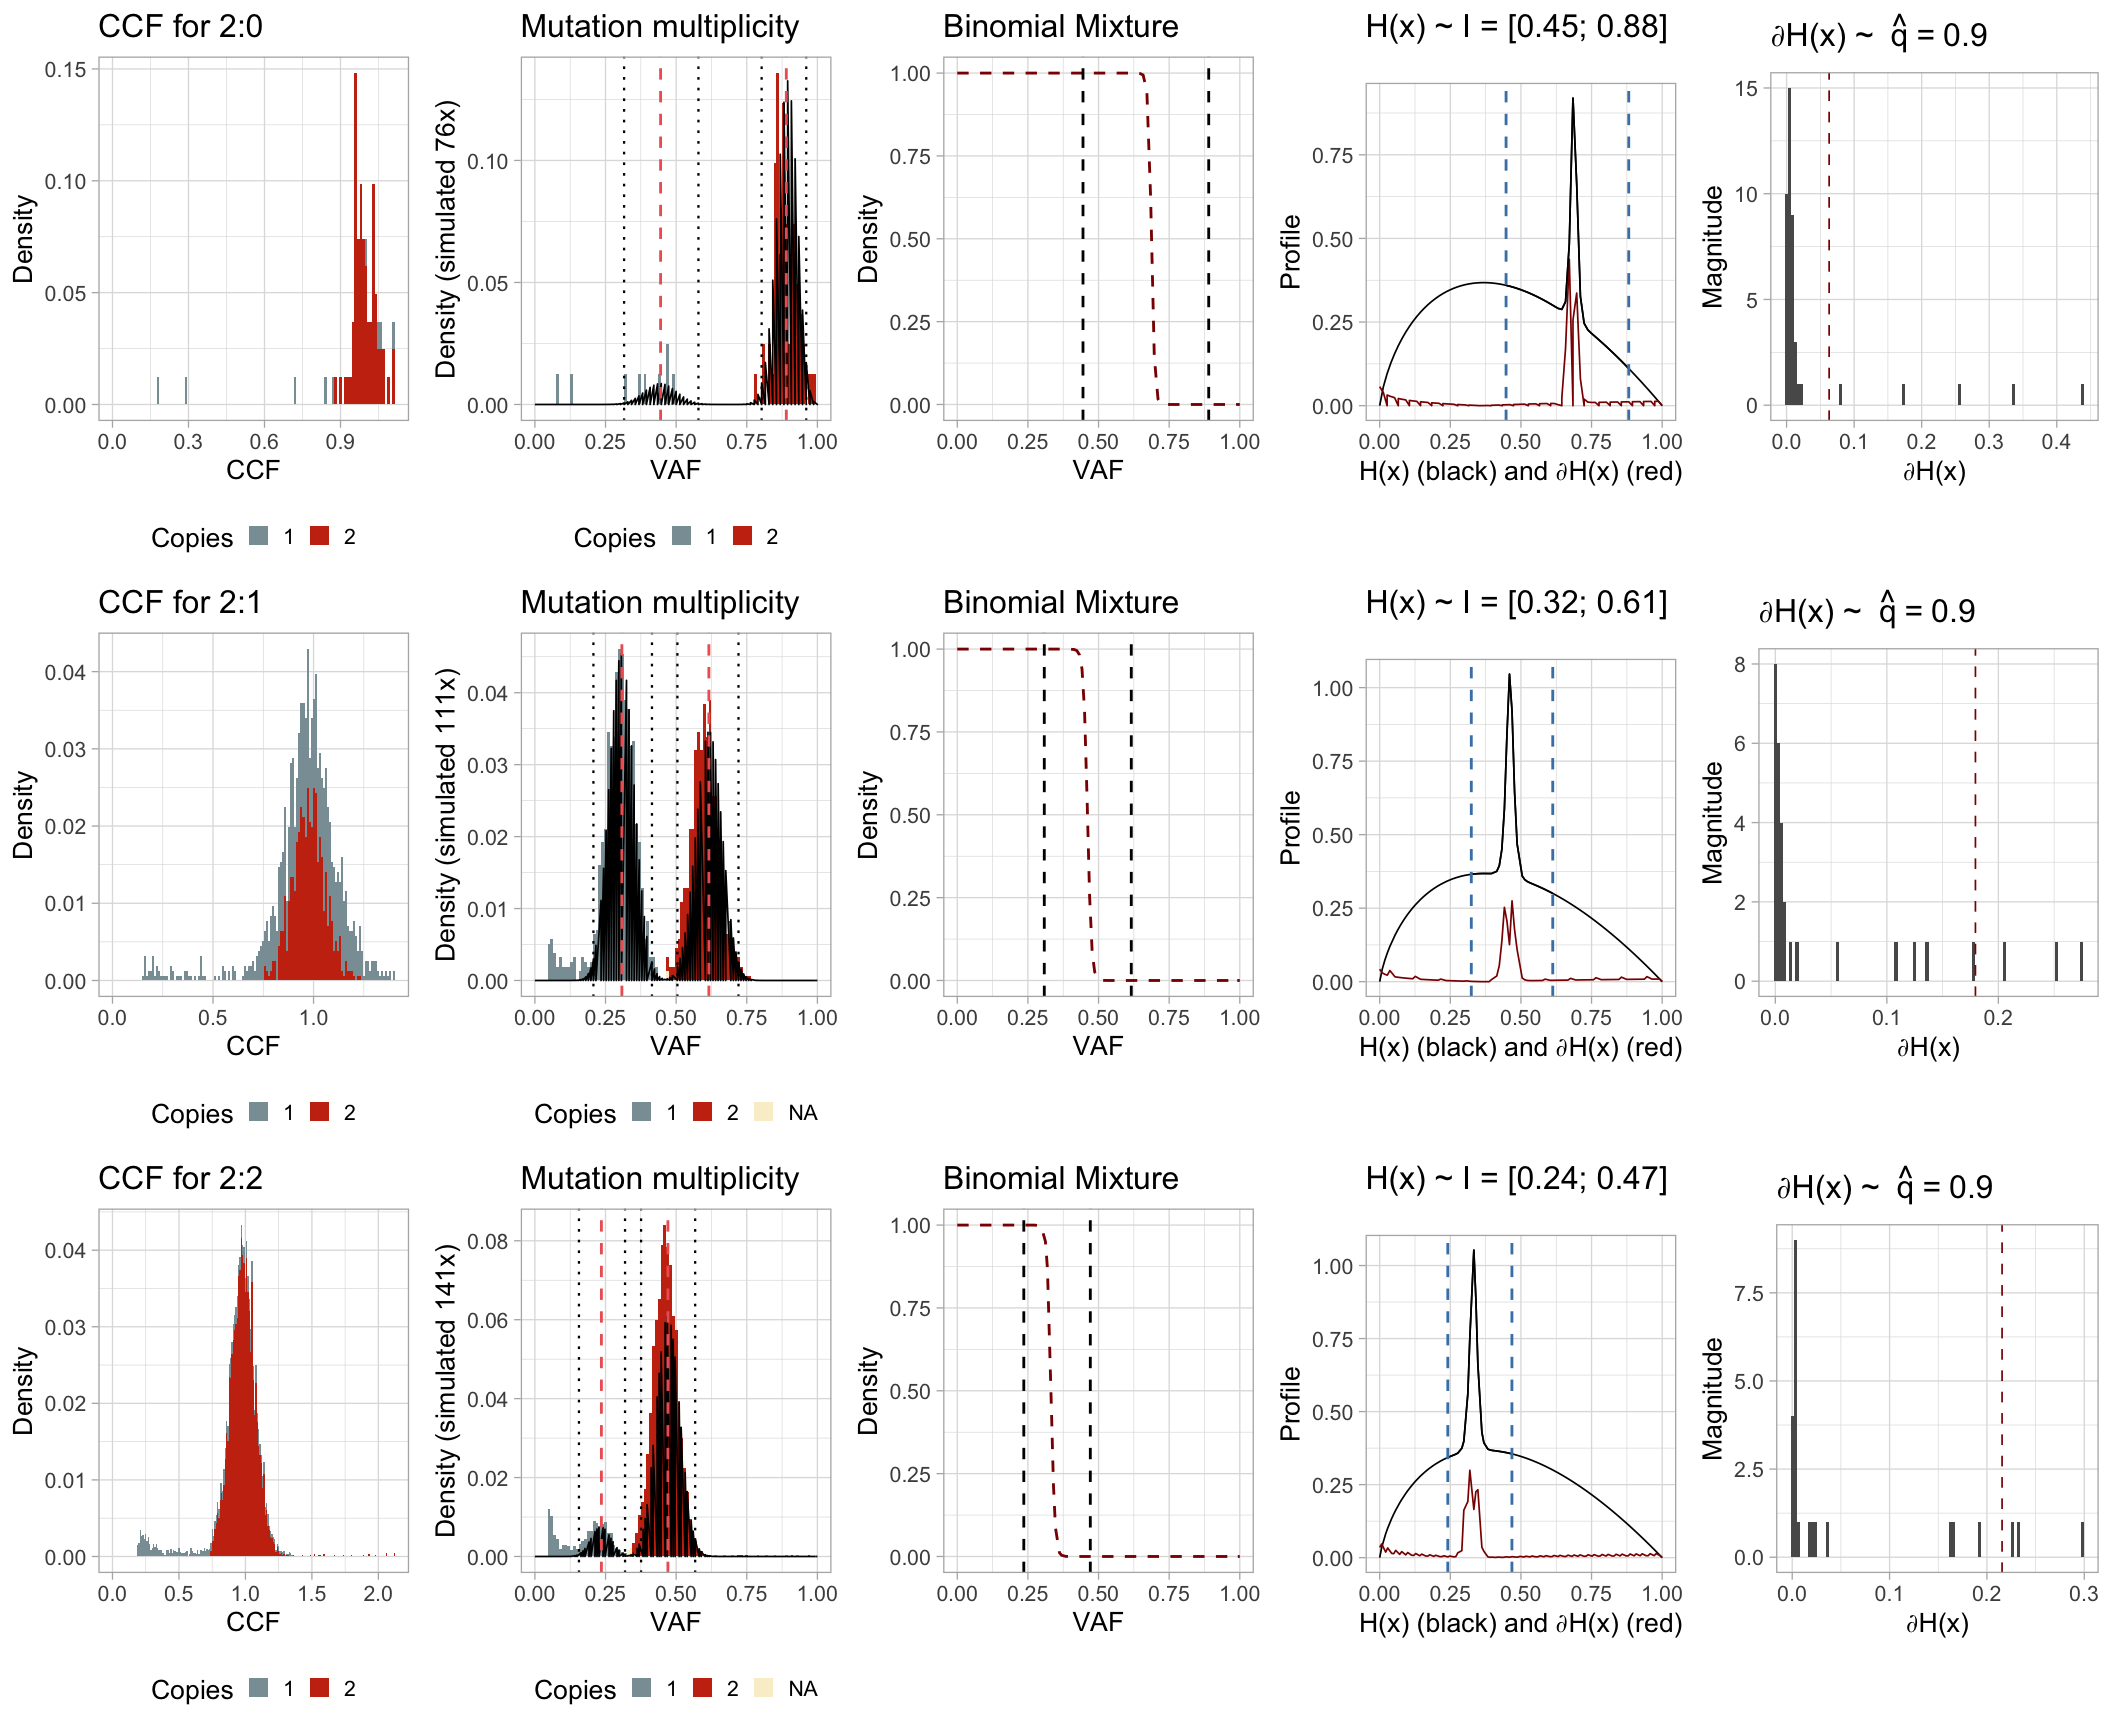 CCF for 2:0
Mutation multiplicity
Binomial Mixture
H(x) ~ I = [0.45; 0.88]
∂H(x) ~ q̂ = 0.9
Density
0.15
0.10
0.05
0.00
0.0 0.3 0.6 0.9
CCF
Copies 1 2
Density (simulated 76x)
0.10
0.05
0.00
0.00 0.25 0.50 0.75 1.00
VAF
Copies 1 2
Density
1.00
0.75
0.50
0.25
0.00
0.00 0.25 0.50 0.75 1.00
VAF
Profile
0.75
0.50
0.25
0.00
0.00 0.25 0.50 0.75 1.00
H(x) (black) and ∂H(x) (red)
Magnitude
15
10
5
0
0.0 0.1 0.2 0.3 0.4
∂H(x)
CCF for 2:1
Mutation multiplicity
Binomial Mixture
H(x) ~ I = [0.32; 0.61]
∂H(x) ~ q̂ = 0.9
Density
0.04
0.03
0.02
0.01
0.00
0.0 0.5 1.0
CCF
Copies 1 2
Density (simulated 111x)
0.04
0.03
0.02
0.01
0.00
0.00 0.25 0.50 0.75 1.00
VAF
Copies 1 2 NA
Density
1.00
0.75
0.50
0.25
0.00
0.00 0.25 0.50 0.75 1.00
VAF
Profile
1.00
0.75
0.50
0.25
0.00
0.00 0.25 0.50 0.75 1.00
H(x) (black) and ∂H(x) (red)
Magnitude
8
6
4
2
0
0.0 0.1 0.2
∂H(x)
CCF for 2:2
Mutation multiplicity
Binomial Mixture
H(x) ~ I = [0.24; 0.47]
∂H(x) ~ q̂ = 0.9
Density
0.04
0.03
0.02
0.01
0.00
0.0 0.5 1.0 1.5 2.0
CCF
Copies 1 2
Density (simulated 141x)
0.08
0.06
0.04
0.02
0.00
0.00 0.25 0.50 0.75 1.00
VAF
Copies 1 2 NA
Density
1.00
0.75
0.50
0.25
0.00
0.00 0.25 0.50 0.75 1.00
VAF
Profile
1.00
0.75
0.50
0.25
0.00
0.00 0.25 0.50 0.75 1.00
H(x) (black) and ∂H(x) (red)
Magnitude
7.5
5.0
2.5
0.0
0.0 0.1 0.2 0.3
∂H(x)